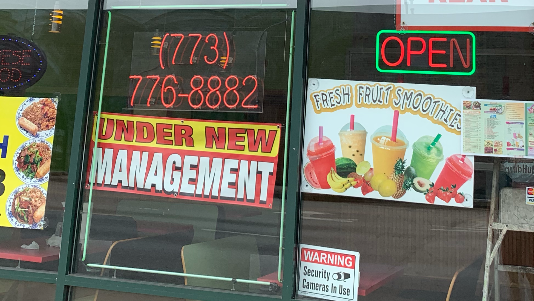 (773)
776-8882
UNDER NEW
MANAGEMENT
OPEN
FRESH FRUIT SMOOTHIES
WARNING
Security
Cameras In Use